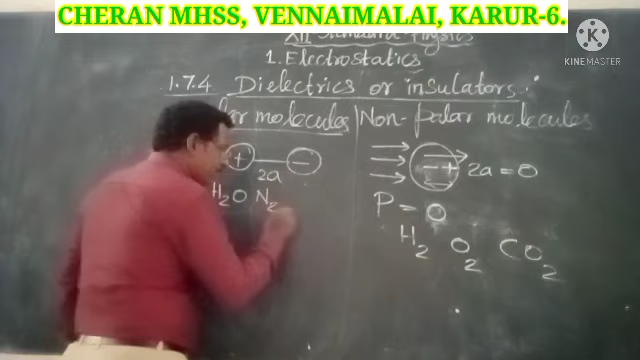 CHERAN MHSS, VENNAIMALAI, KARUR-6.
XII Standard Physics
KINEMASTER
1. Electrostatics
1.7.4 Dielectrics or insulators:
molecules | Non-polar molecules
+ −
2a
− + 2a = 0
H2O N2
P = 0
H2 O2 CO2